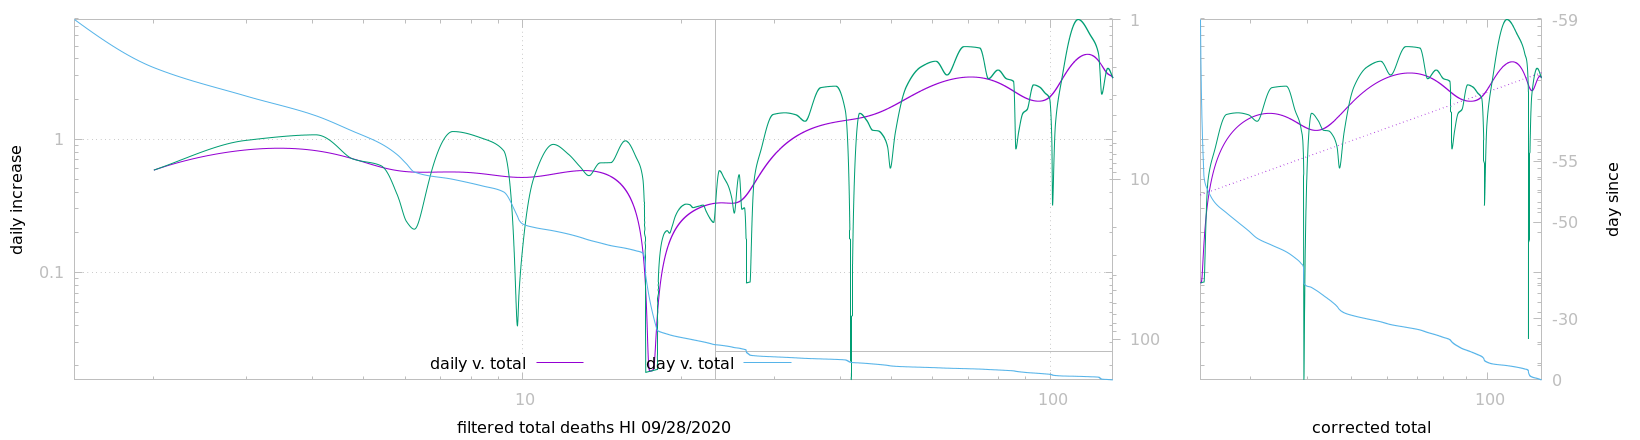 daily increase
1
0.1
1
10
100
daily v. total
day v. total
10
100
filtered total deaths HI 09/28/2020
-59
-55
-50
-30
0
day since
100
corrected total